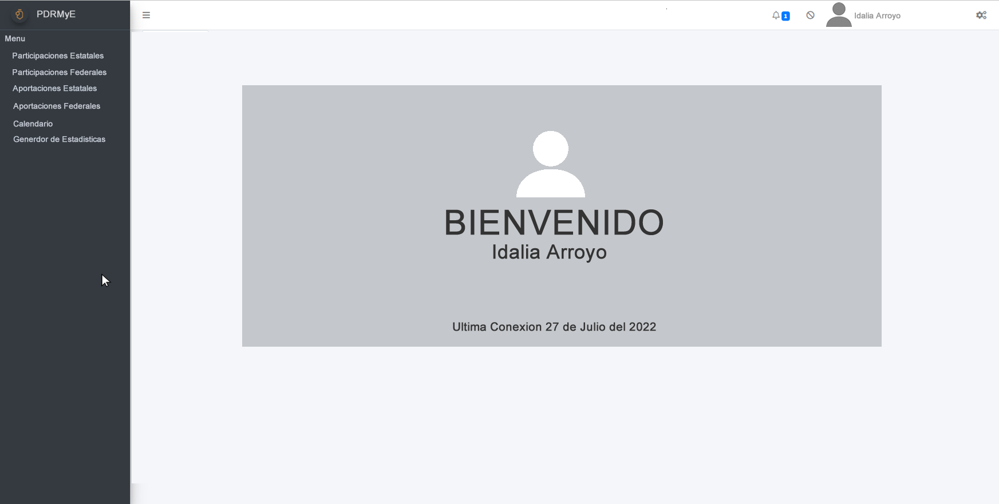 PDRMyE
1
Idalia Arroyo
Menu
Participaciones Estatales
Participaciones Federales
Aportaciones Estatales
Aportaciones Federales
Calendario
Generdor de Estadisticas
BIENVENIDO
Idalia Arroyo
Ultima Conexion 27 de Julio del 2022